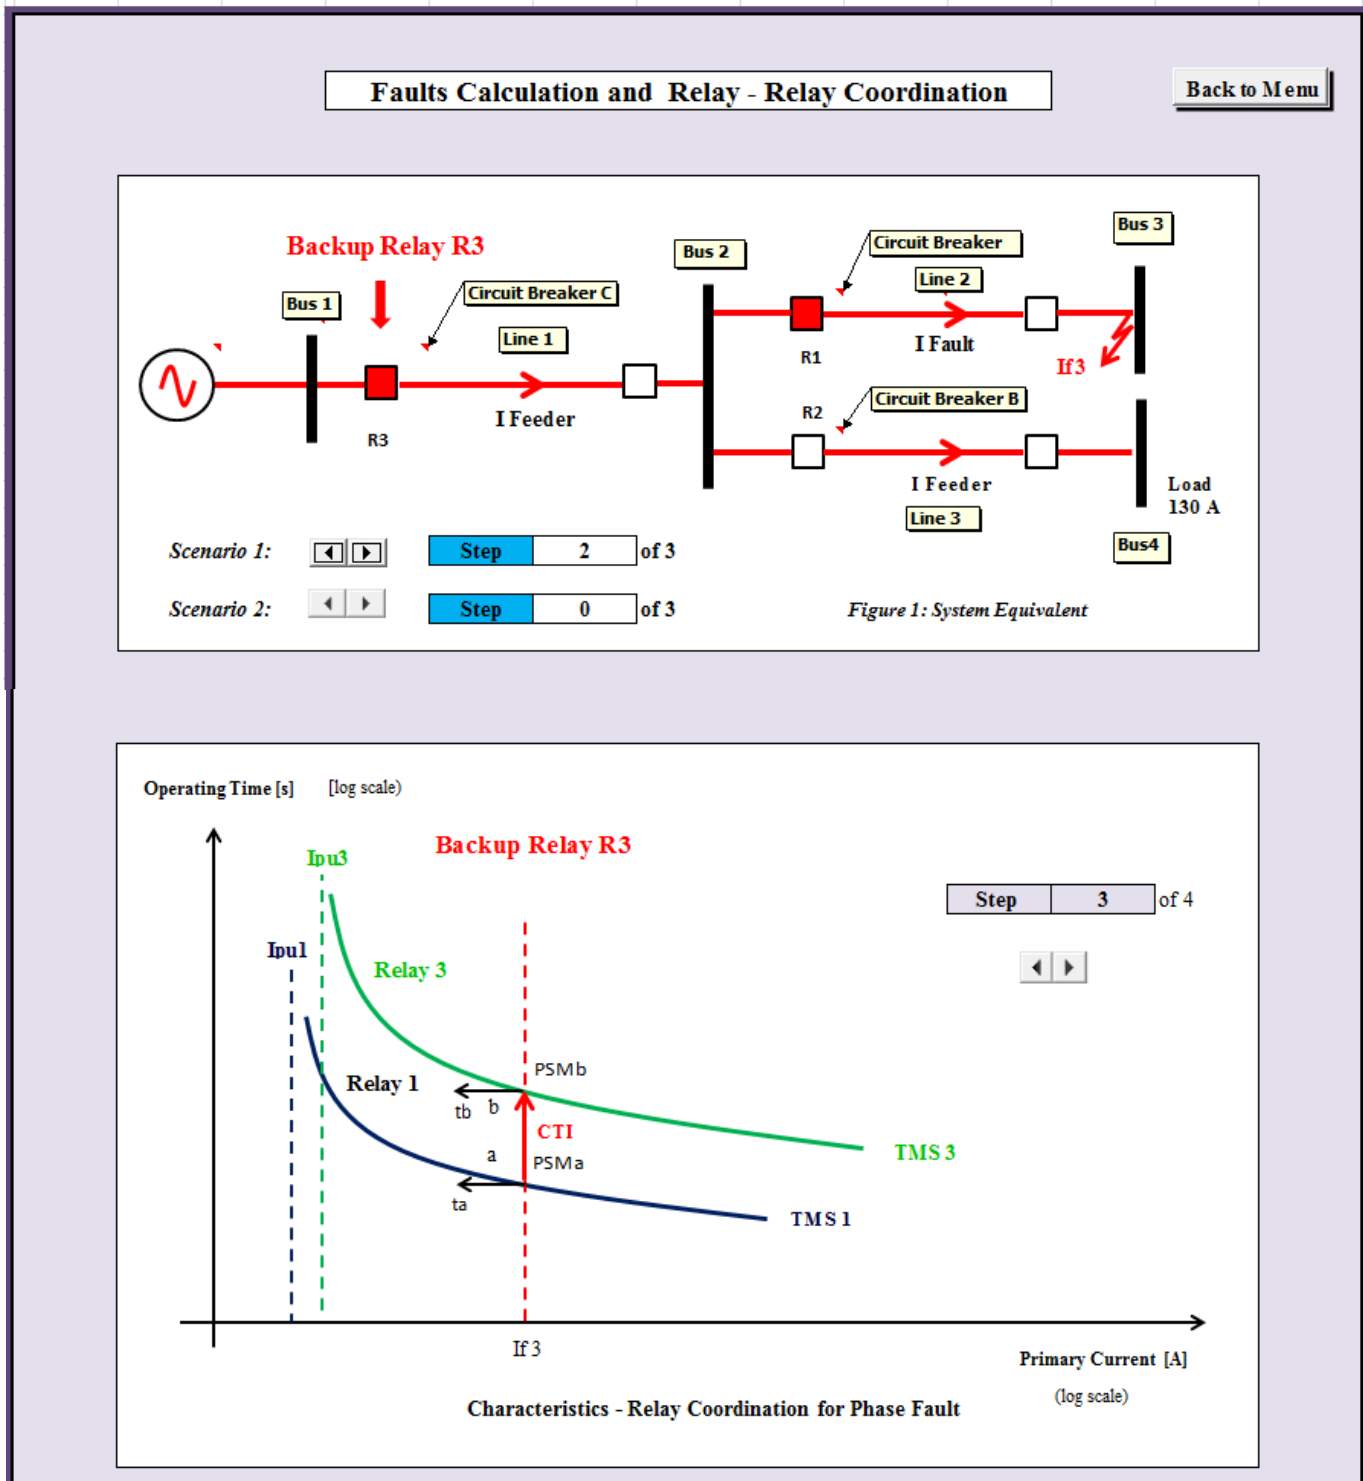 Faults Calculation and Relay - Relay Coordination
Back to Menu
Backup Relay R3
Bus 1
Circuit Breaker C
Line 1
I Feeder
R3
Bus 2
Circuit Breaker
Line 2
Bus 3
R1
I Fault
If3
R2
Circuit Breaker B
I Feeder
Line 3
Load
130 A
Bus4
Scenario 1:
Step 2 of 3
Scenario 2:
Step 0 of 3
Figure 1: System Equivalent
Operating Time [s] [log scale)
Backup Relay R3
Ipu3
Step 3 of 4
Ipu1
Relay 3
Relay 1
PSMb
tb b
CTI
a PSMa
ta
TMS 3
TMS 1
If 3
Primary Current [A]
(log scale)
Characteristics - Relay Coordination for Phase Fault